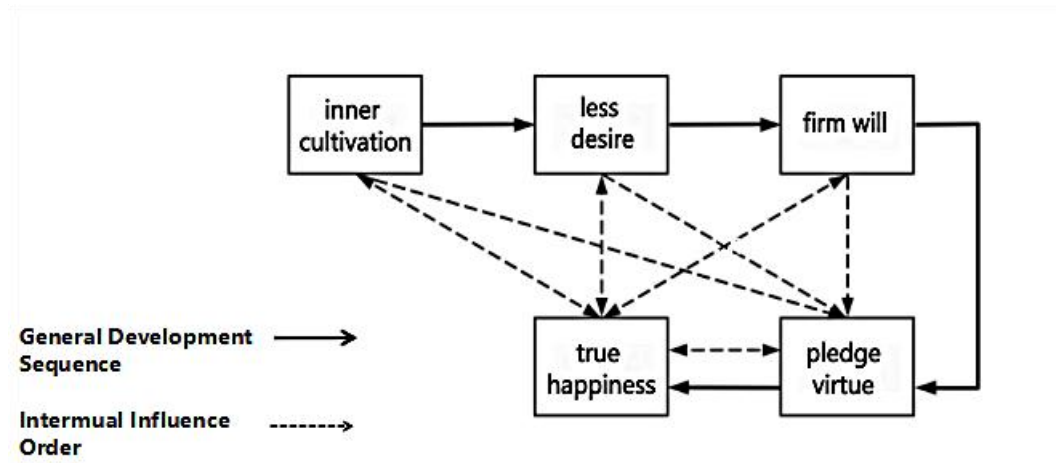 inner
cultivation
less
desire
firm will
true
happiness
pledge
virtue
General Development
Sequence
Intermual Influence
Order